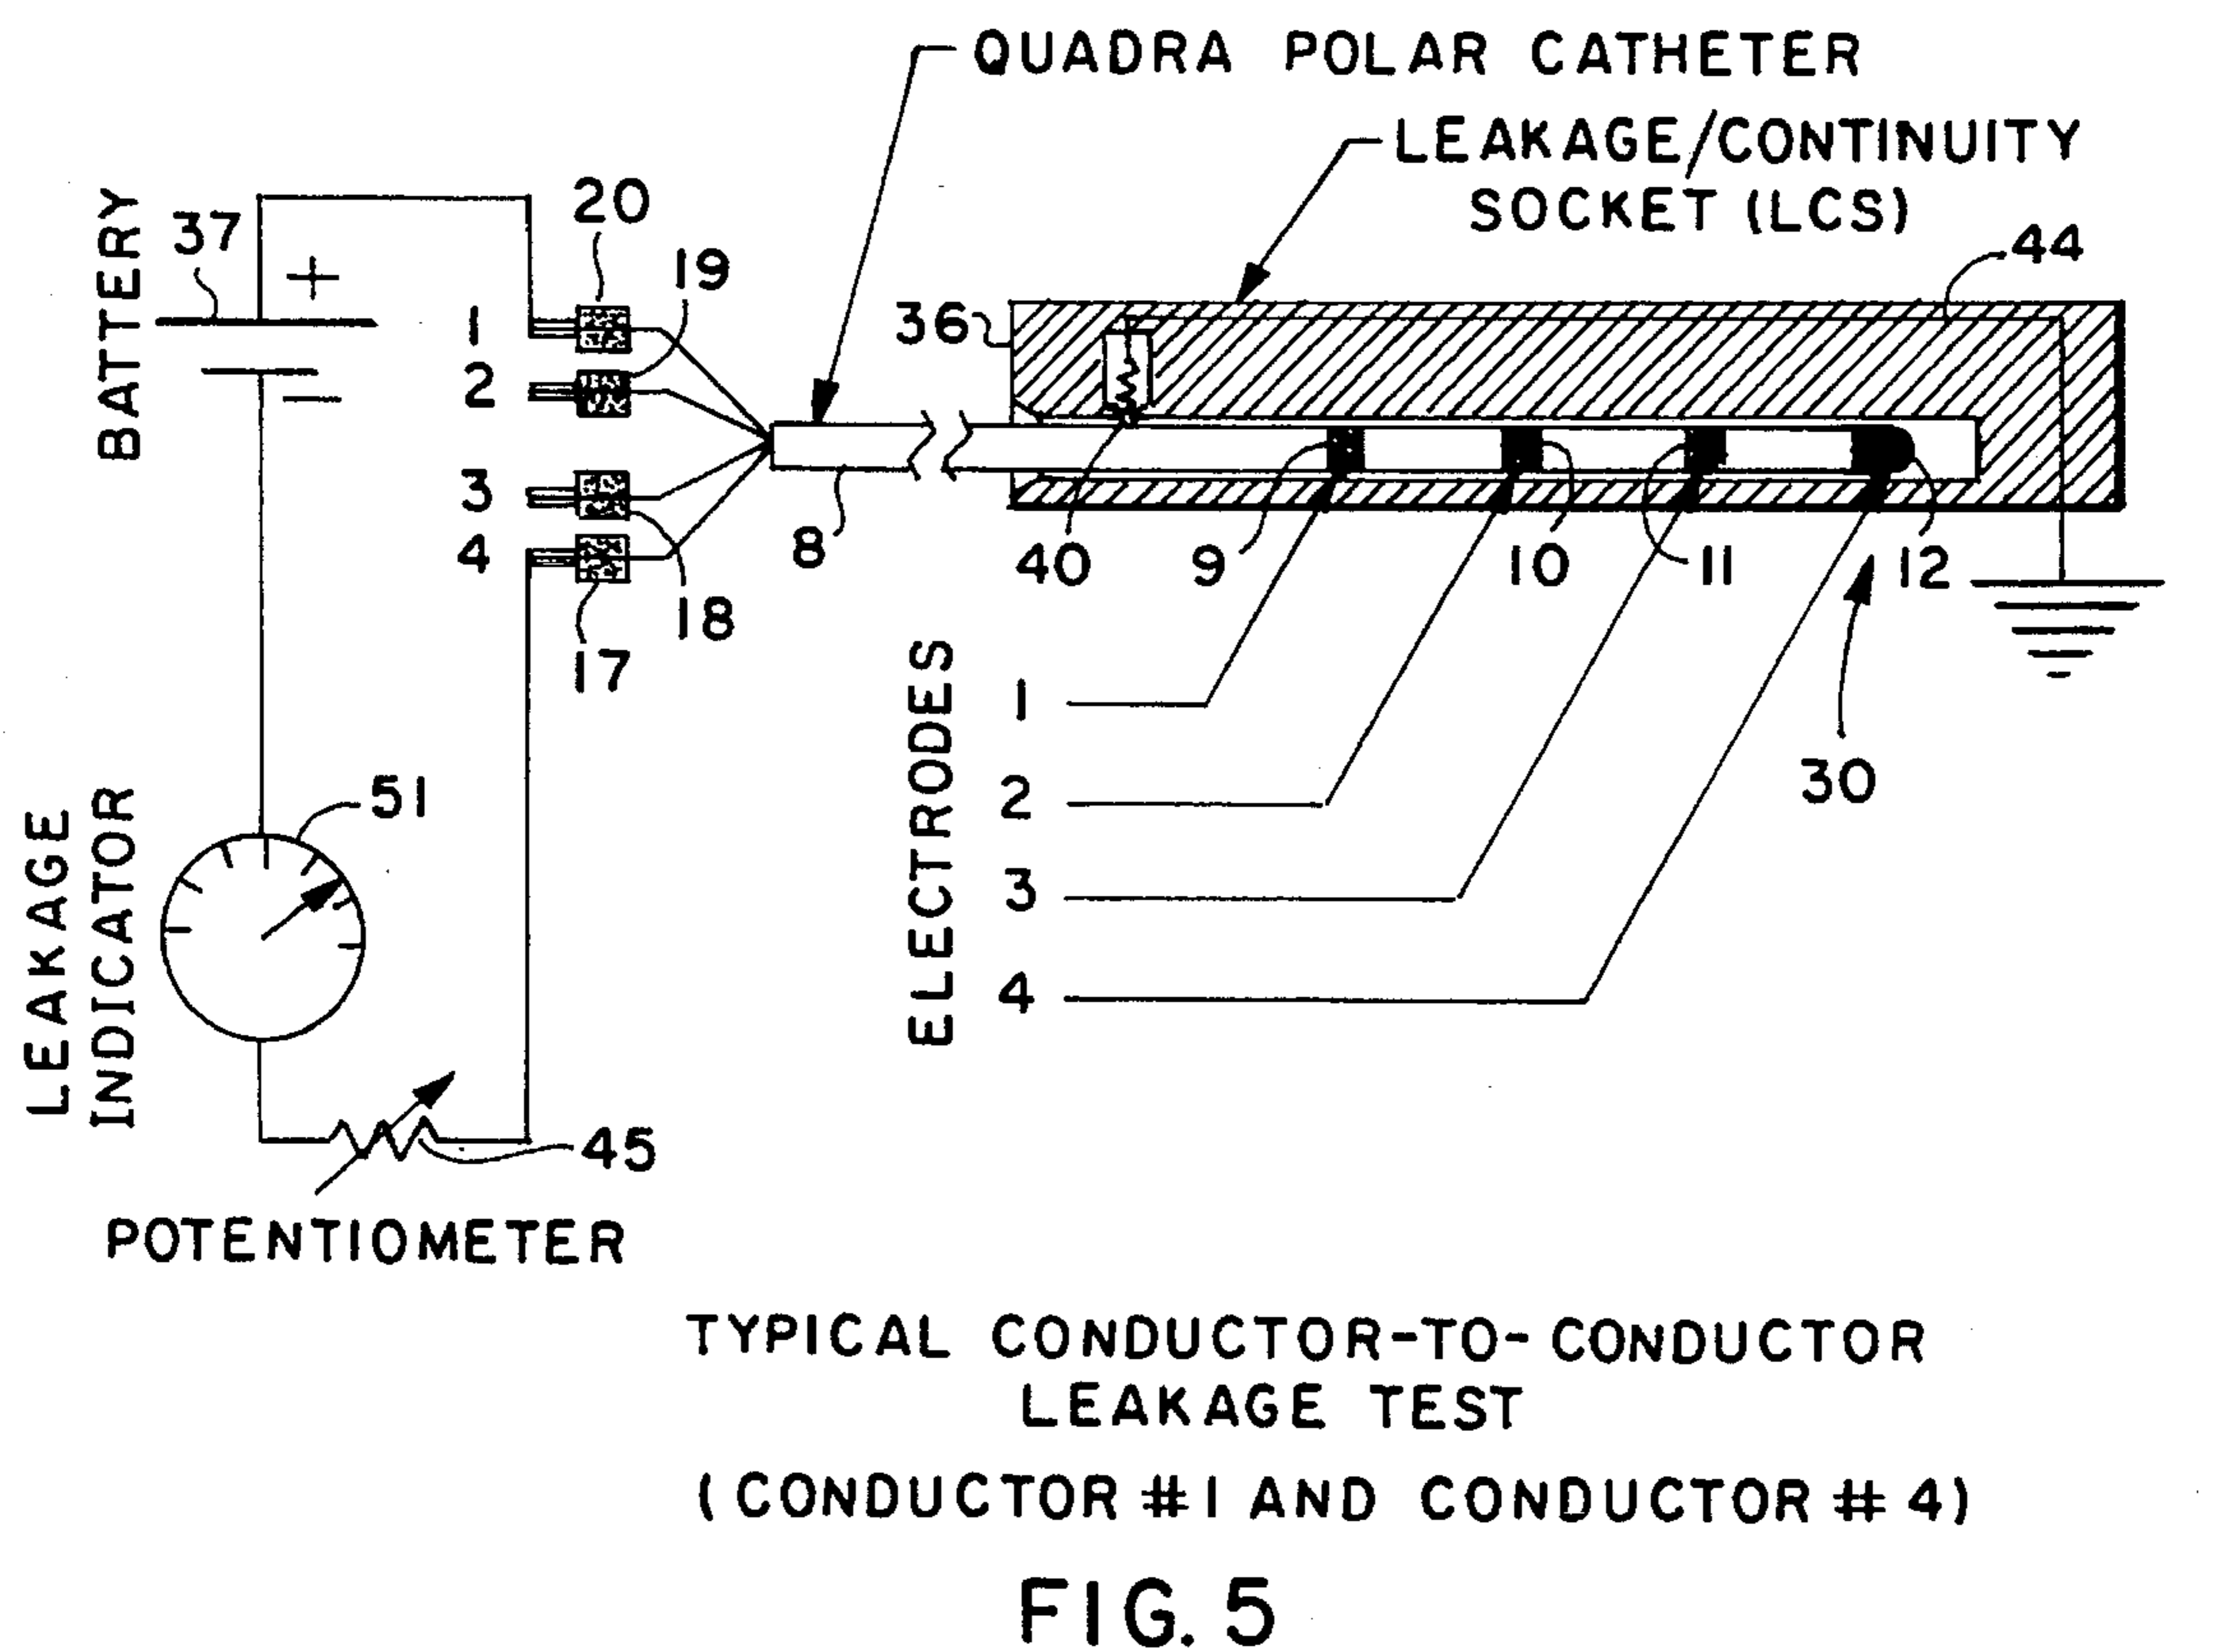 QUADRA POLAR CATHETER
LEAKAGE/CONTINUITY
SOCKET (LCS)
44
BATTERY
37
+
−
20
19
1
2
3
4
18
17
8
36
40
9
10
11
12
30
ELECTRODES
1
2
3
4
LEAKAGE
INDICATOR
51
45
POTENTIOMETER
TYPICAL CONDUCTOR-TO-CONDUCTOR
LEAKAGE TEST
(CONDUCTOR #1 AND CONDUCTOR #4)
FIG. 5